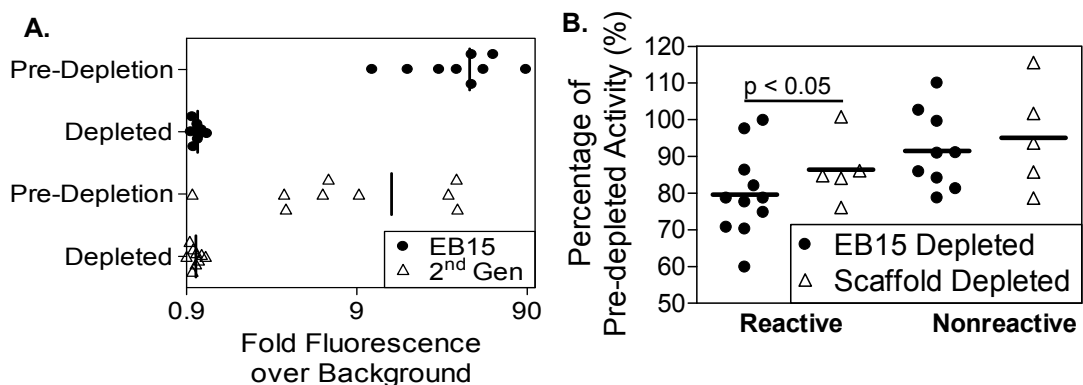 A.
Pre-Depletion
Depleted
Pre-Depletion
Depleted
EB15
2nd Gen
0.9 9 90
Fold Fluorescence
over Background
B.
Percentage of
Pre-depleted Activity (%)
120
110
100
90
80
70
60
50
p < 0.05
EB15 Depleted
Scaffold Depleted
Reactive Nonreactive